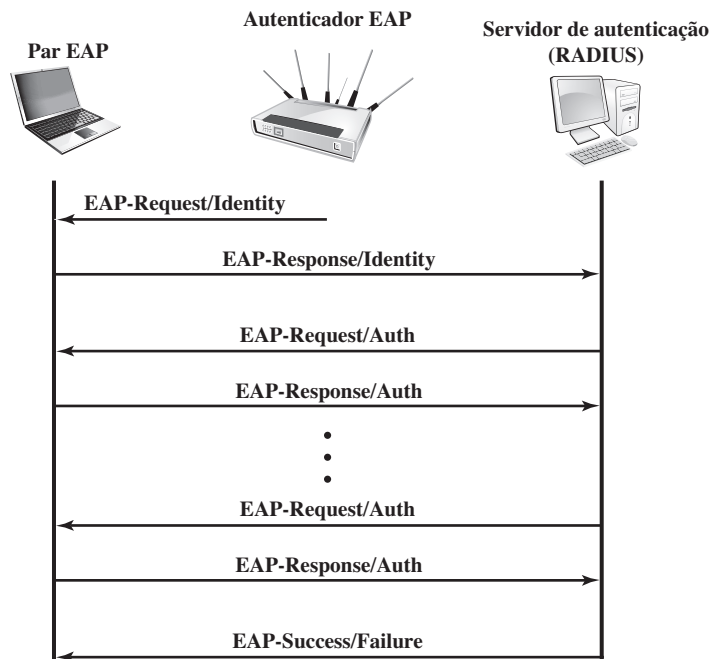 Par EAP
Autenticador EAP
Servidor de autenticação
(RADIUS)
EAP-Request/Identity
EAP-Response/Identity
EAP-Request/Auth
EAP-Response/Auth
EAP-Request/Auth
EAP-Response/Auth
EAP-Success/Failure